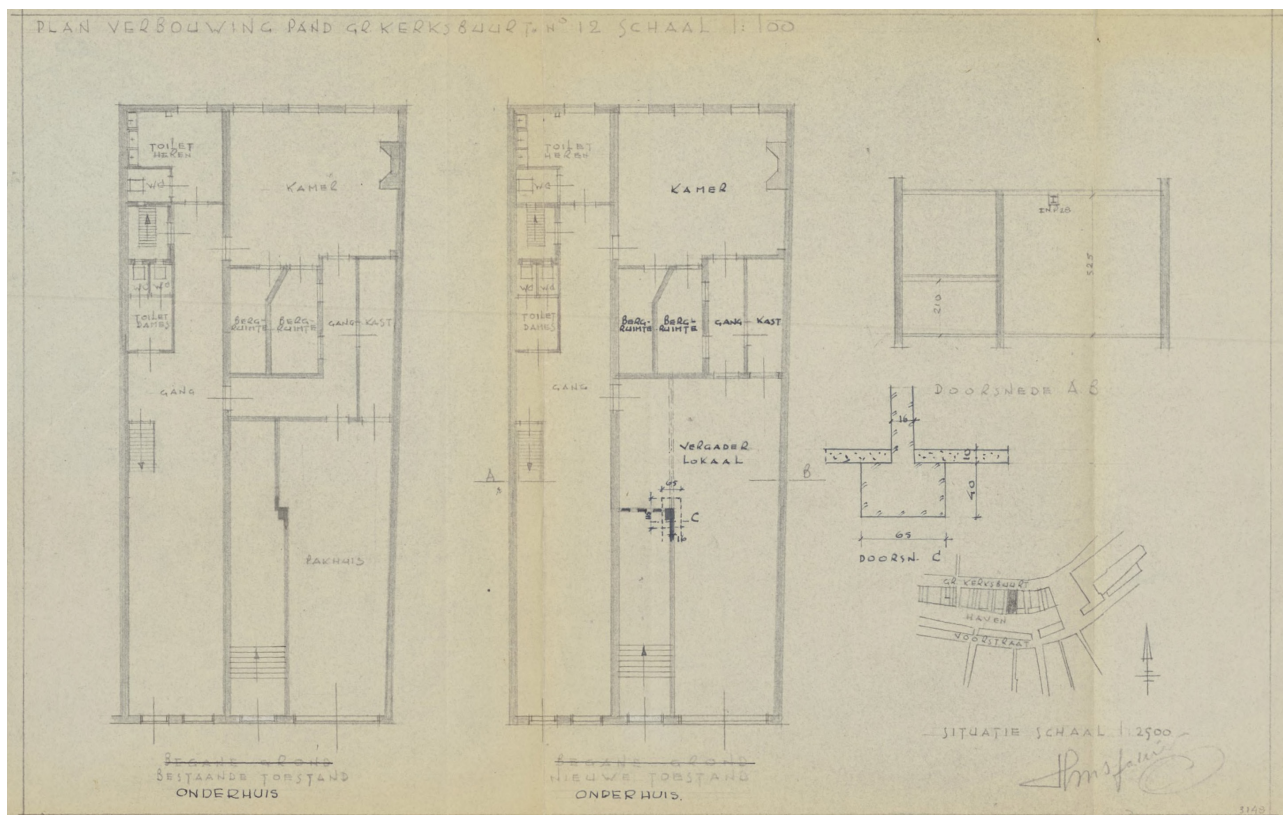 PLAN VERBOUWING PAND GR. KERKSBUURT. No 12 SCHAAL 1:100
TOILET
HEREN
WC
KAMER
WC WC
TOILET
DAMES
BERG-
RUIMTE
BERG-
RUIMTE
GANG
KAST
GANG
PAKHUIS
BEGANE GROND
BESTAANDE TOESTAND
ONDERHUIS
TOILET
HEREN
WC
KAMER
WC WC
TOILET
DAMES
BERG-
RUIMTE
BERG-
RUIMTE
GANG
KAST
GANG
VERGADER
LOKAAL
A
B
65
C
16
BEGANE GROND
NIEUWE TOESTAND
ONDERHUIS.
325
210
DOORSNEDE A.B
16
10
40
65
DOORSN. C
GR. KERKSBUURT
HAVEN
VOORSTRAAT
SITUATIE SCHAAL 1:2500